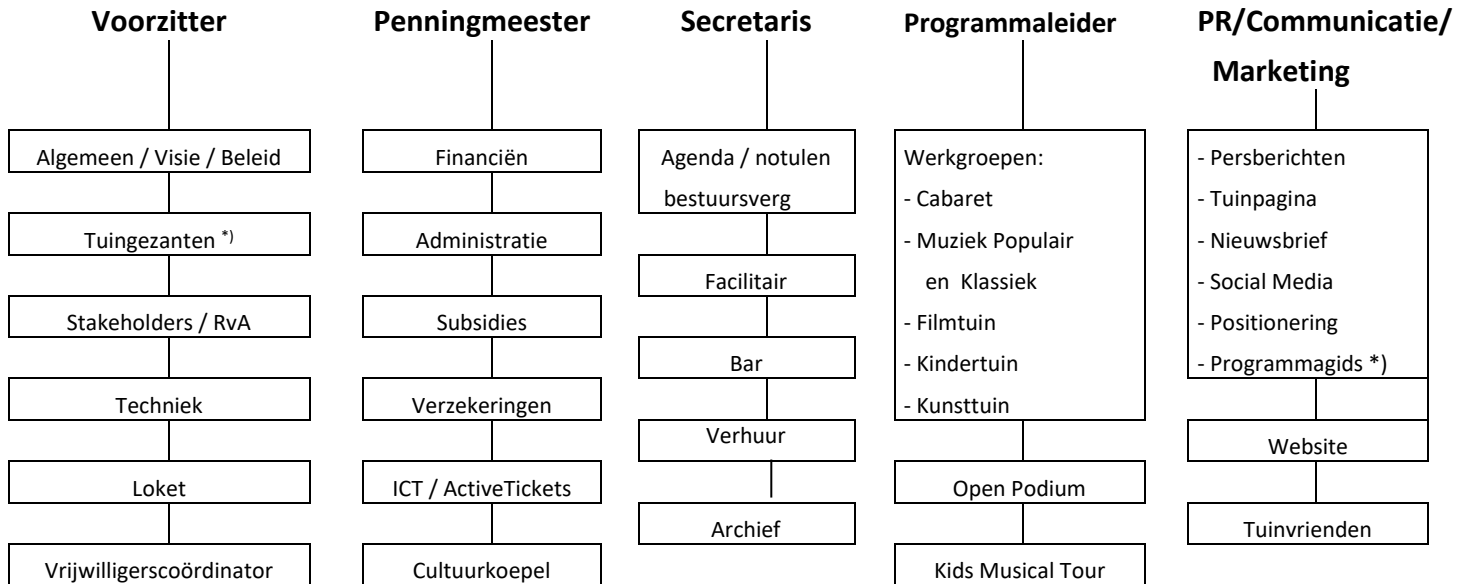 Voorzitter
Algemeen / Visie / Beleid
Tuingezanten *)
Stakeholders / RvA
Techniek
Loket
Vrijwilligerscoördinator
Penningmeester
Financiën
Administratie
Subsidies
Verzekeringen
ICT / ActiveTickets
Cultuurkoepel
Secretaris
Agenda / notulen
bestuursverg
Facilitair
Bar
Verhuur
Archief
Programmaleider
Werkgroepen:
- Cabaret
- Muziek Populair
en Klassiek
- Filmtuin
- Kindertuin
- Kunsttuin
Open Podium
Kids Musical Tour
PR/Communicatie/
Marketing
- Persberichten
- Tuinpagina
- Nieuwsbrief
- Social Media
- Positionering
- Programmagids *)
Website
Tuinvrienden